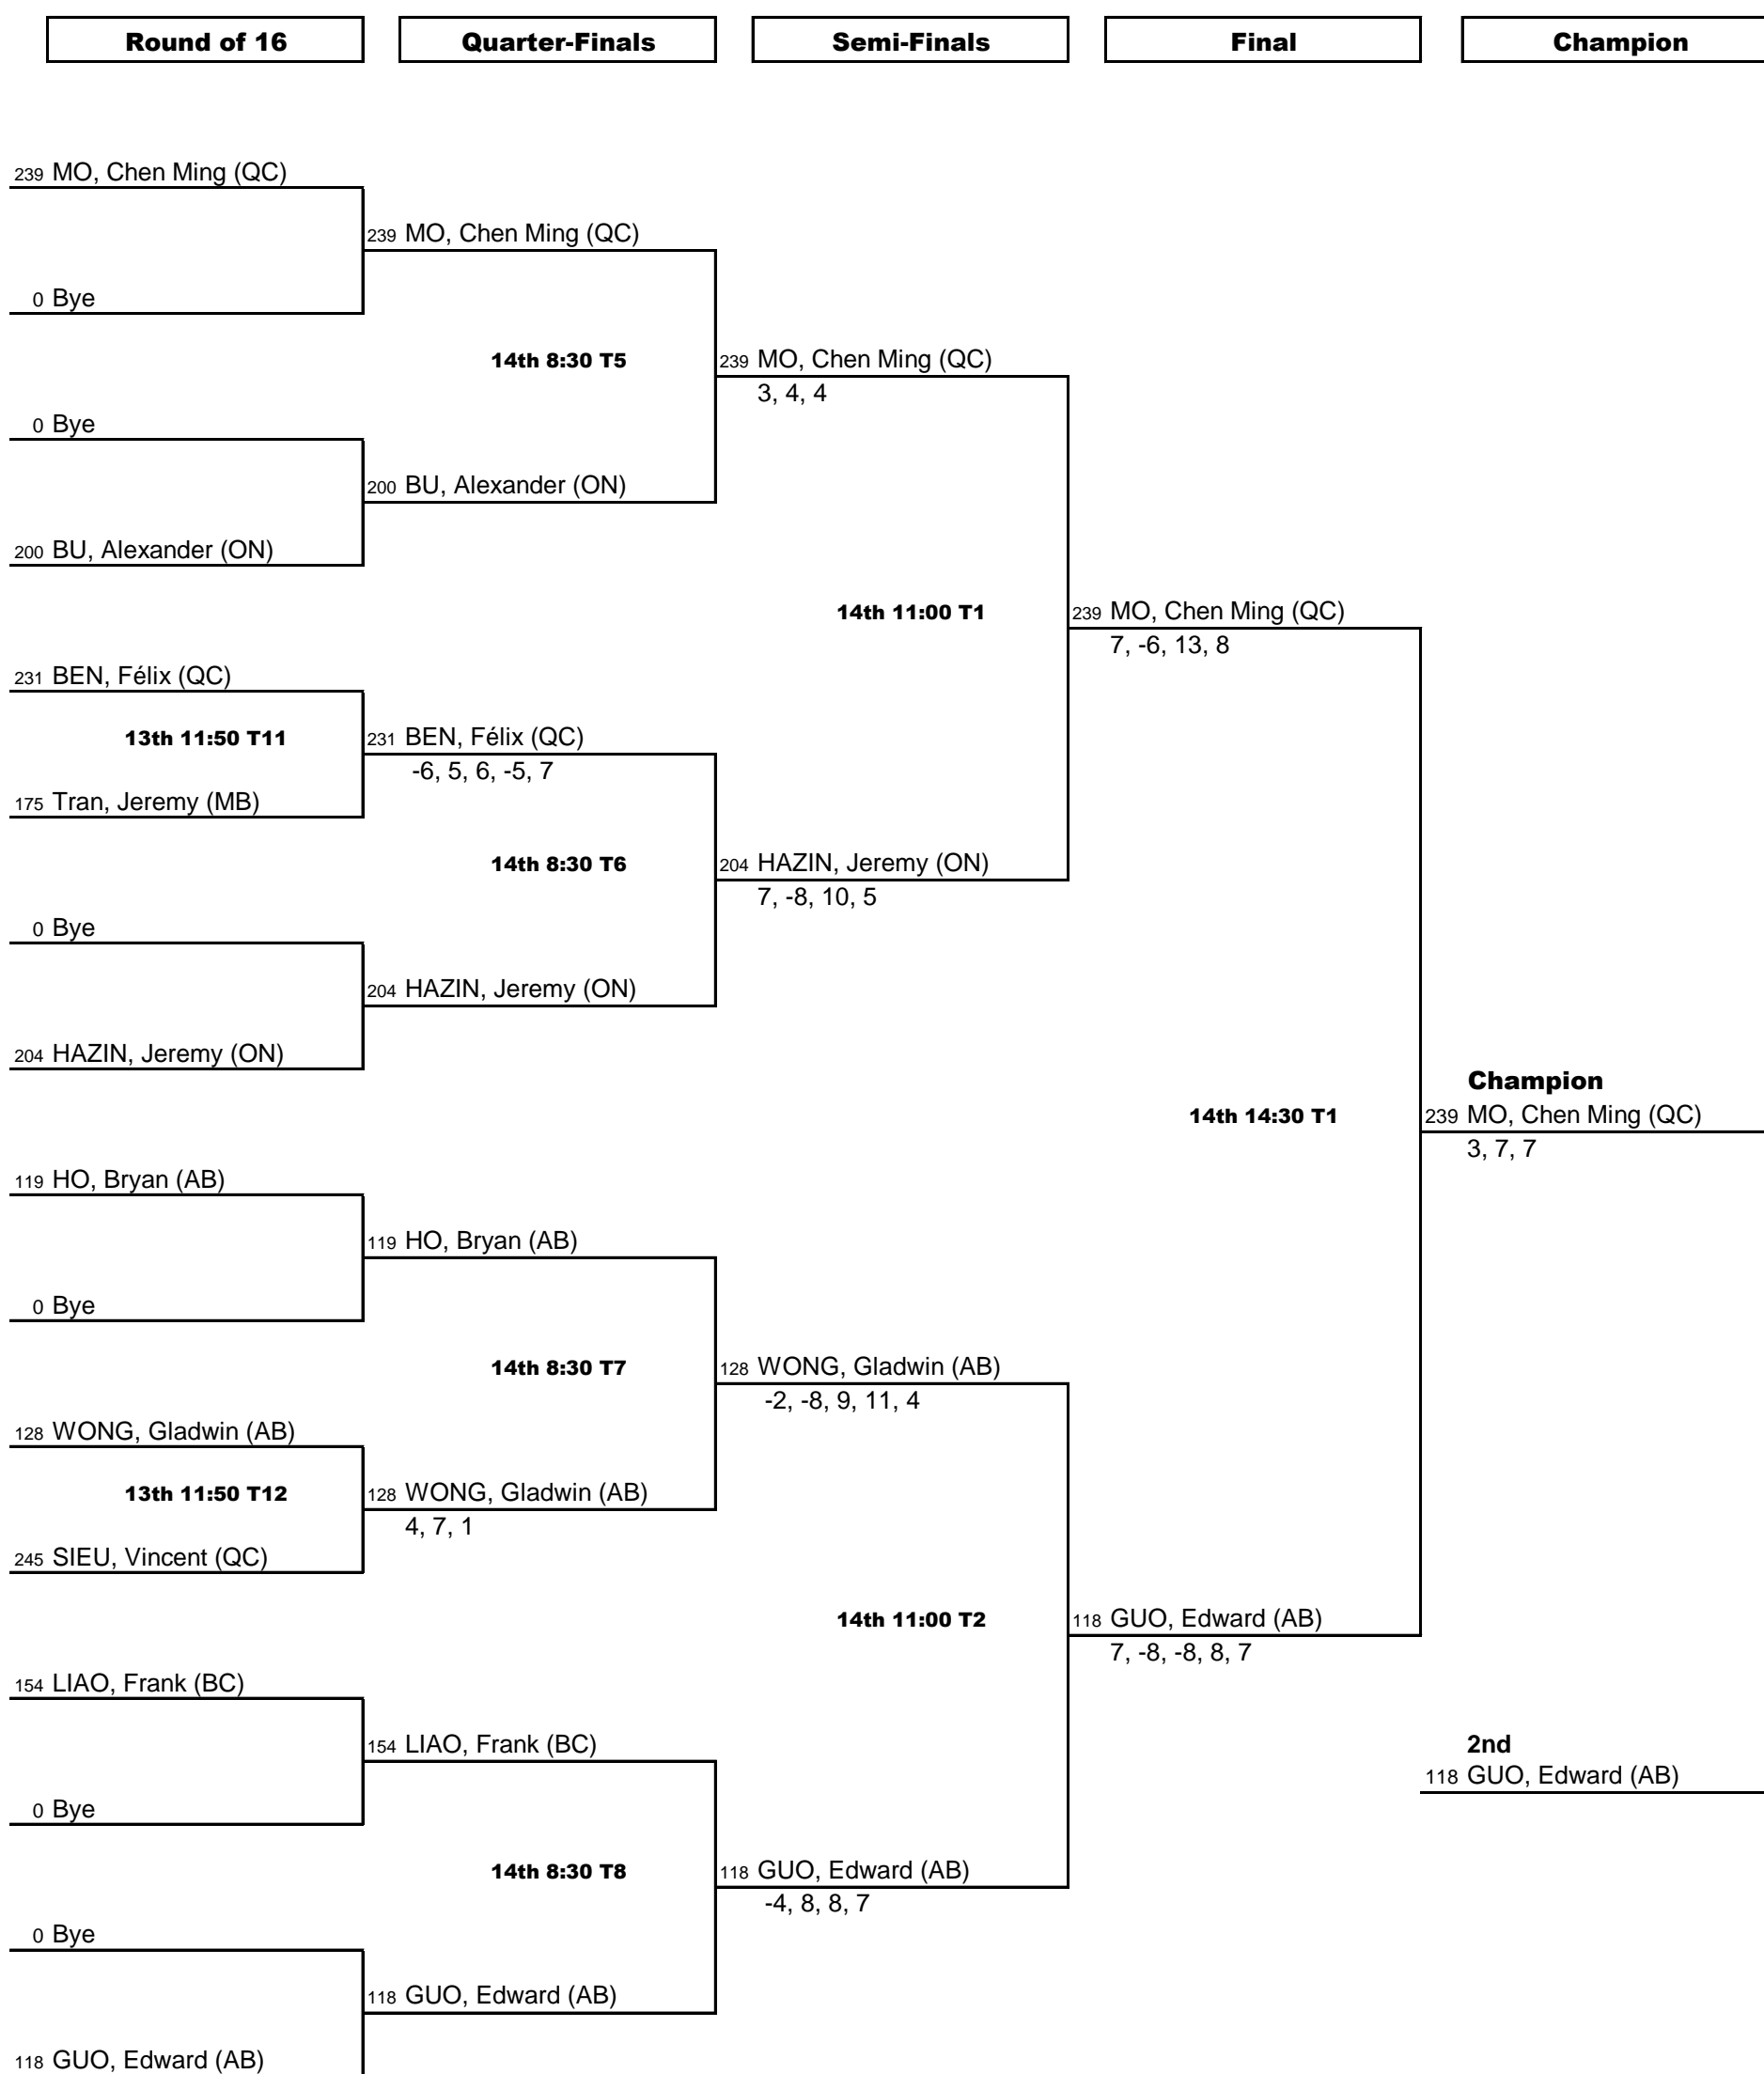 Round of 16
Quarter-Finals
Semi-Finals
Final
Champion
239 MO, Chen Ming (QC)
239 MO, Chen Ming (QC)
0 Bye
14th 8:30 T5
239 MO, Chen Ming (QC)
3, 4, 4
0 Bye
200 BU, Alexander (ON)
200 BU, Alexander (ON)
14th 11:00 T1
239 MO, Chen Ming (QC)
7, -6, 13, 8
231 BEN, Félix (QC)
13th 11:50 T11
231 BEN, Félix (QC)
-6, 5, 6, -5, 7
175 Tran, Jeremy (MB)
14th 8:30 T6
204 HAZIN, Jeremy (ON)
7, -8, 10, 5
0 Bye
204 HAZIN, Jeremy (ON)
204 HAZIN, Jeremy (ON)
Champion
14th 14:30 T1
239 MO, Chen Ming (QC)
3, 7, 7
119 HO, Bryan (AB)
119 HO, Bryan (AB)
0 Bye
14th 8:30 T7
128 WONG, Gladwin (AB)
-2, -8, 9, 11, 4
128 WONG, Gladwin (AB)
13th 11:50 T12
128 WONG, Gladwin (AB)
4, 7, 1
245 SIEU, Vincent (QC)
14th 11:00 T2
118 GUO, Edward (AB)
7, -8, -8, 8, 7
154 LIAO, Frank (BC)
154 LIAO, Frank (BC)
2nd
118 GUO, Edward (AB)
0 Bye
14th 8:30 T8
118 GUO, Edward (AB)
-4, 8, 8, 7
0 Bye
118 GUO, Edward (AB)
118 GUO, Edward (AB)